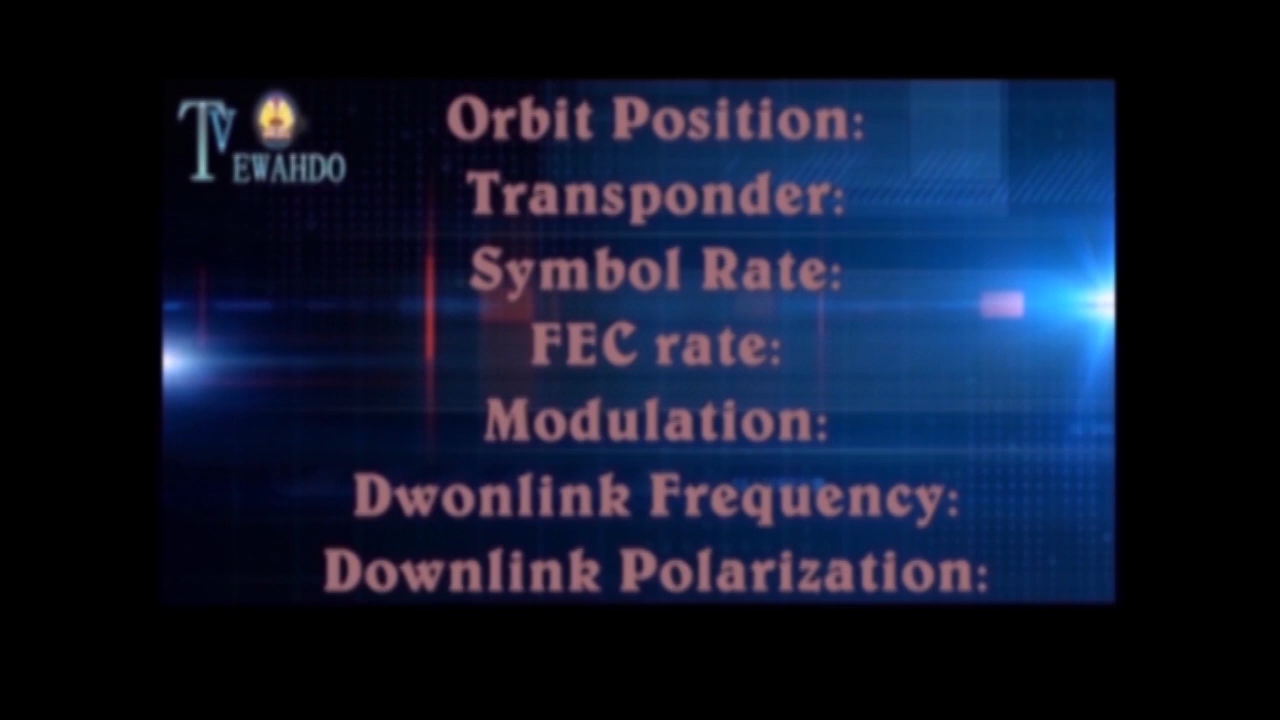 TV
EWAHDO
Orbit Position:
Transponder:
Symbol Rate:
FEC rate:
Modulation:
Dwonlink Frequency:
Downlink Polarization: